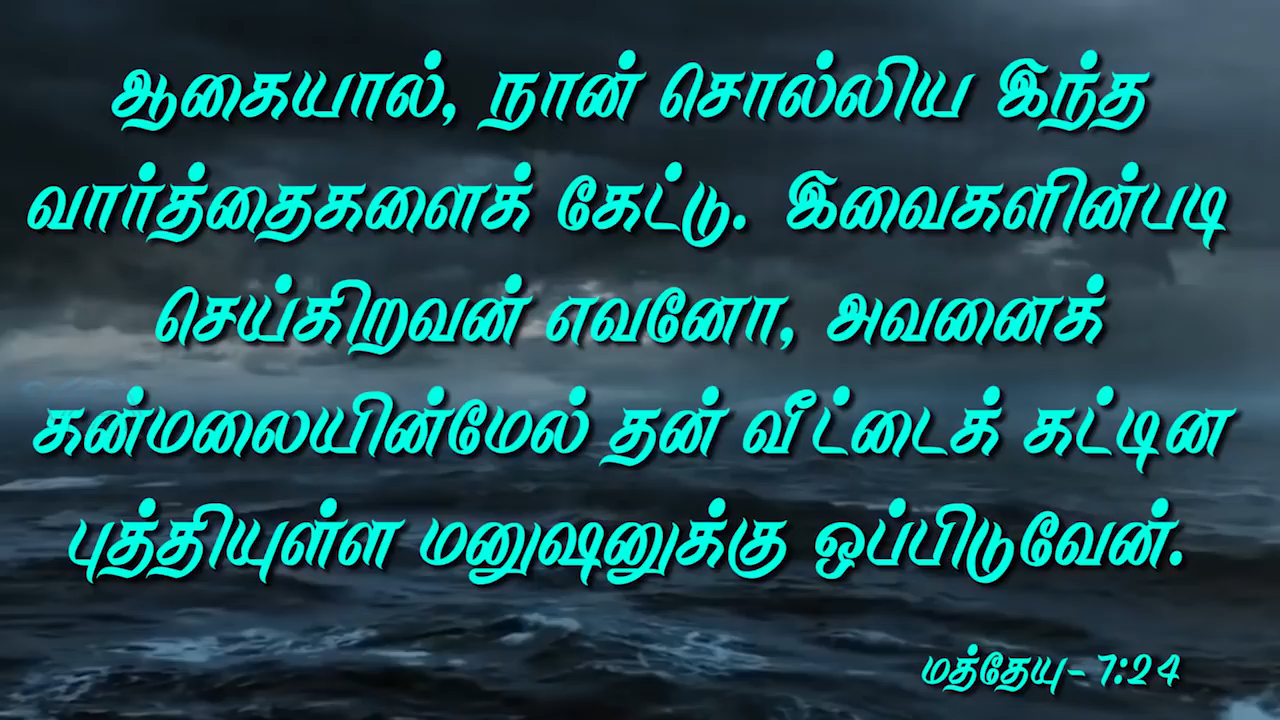 ஆகையால், நான் சொல்லிய இந்த
வார்த்தைகளைக் கேட்டு. இவைகளின்படி
செய்கிறவன் எவனோ, அவனைக்
கன்மலையின்மேல் தன் வீட்டைக் கட்டின
புத்தியுள்ள மனுஷனுக்கு ஒப்பிடுவேன்.
மத்தேயு- 7:24